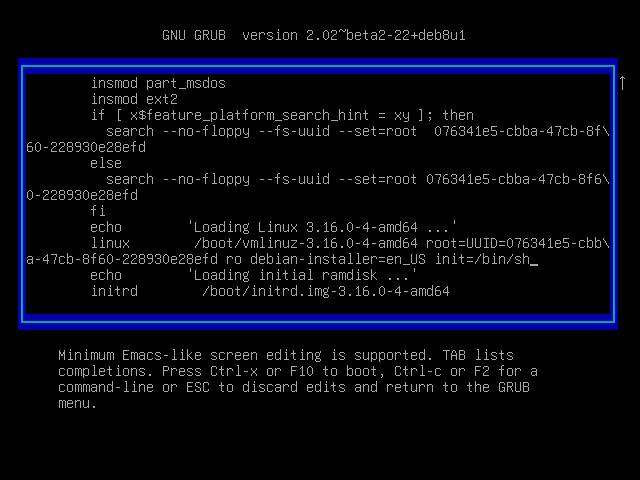 GNU GRUB  version 2.02~beta2-22+deb8u1
insmod part_msdos
insmod ext2
if [ x$feature_platform_search_hint = xy ]; then
  search --no-floppy --fs-uuid --set=root  076341e5-cbba-47cb-8f\
60-228930e28efd
else
  search --no-floppy --fs-uuid --set=root 076341e5-cbba-47cb-8f6\
0-228930e28efd
fi
echo        'Loading Linux 3.16.0-4-amd64 ...'
linux        /boot/vmlinuz-3.16.0-4-amd64 root=UUID=076341e5-cbb\
a-47cb-8f60-228930e28efd ro debian-installer=en_US init=/bin/sh_
echo        'Loading initial ramdisk ...'
initrd        /boot/initrd.img-3.16.0-4-amd64
Minimum Emacs-like screen editing is supported. TAB lists
completions. Press Ctrl-x or F10 to boot, Ctrl-c or F2 for a
command-line or ESC to discard edits and return to the GRUB
menu.